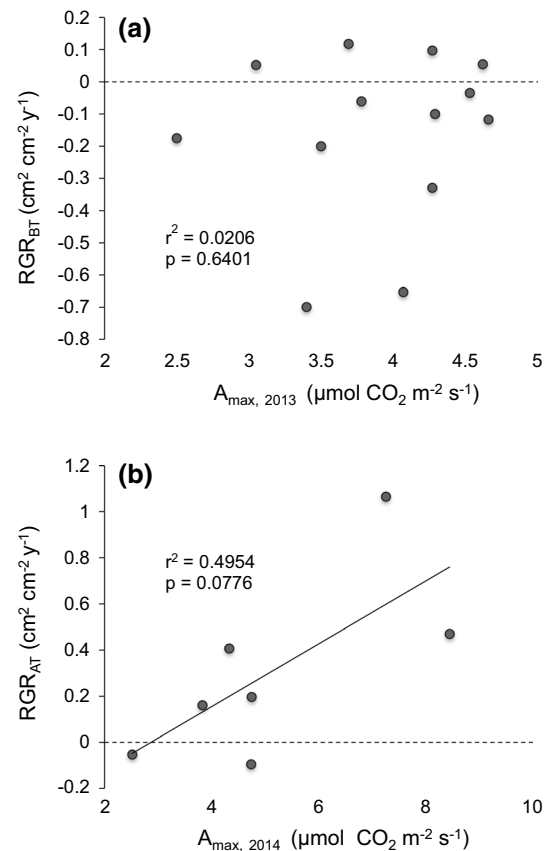 (a)
0.2
0.1
0
-0.1
-0.2
-0.3
-0.4
-0.5
-0.6
-0.7
-0.8
RGR_BT (cm² cm⁻² y⁻¹)
r² = 0.0206
p = 0.6401
2 2.5 3 3.5 4 4.5 5
A_max, 2013 (µmol CO₂ m⁻² s⁻¹)
(b)
1.2
1
0.8
0.6
0.4
0.2
0
-0.2
RGR_AT (cm² cm⁻² y⁻¹)
r² = 0.4954
p = 0.0776
2 4 6 8 10
A_max, 2014 (µmol CO₂ m⁻² s⁻¹)